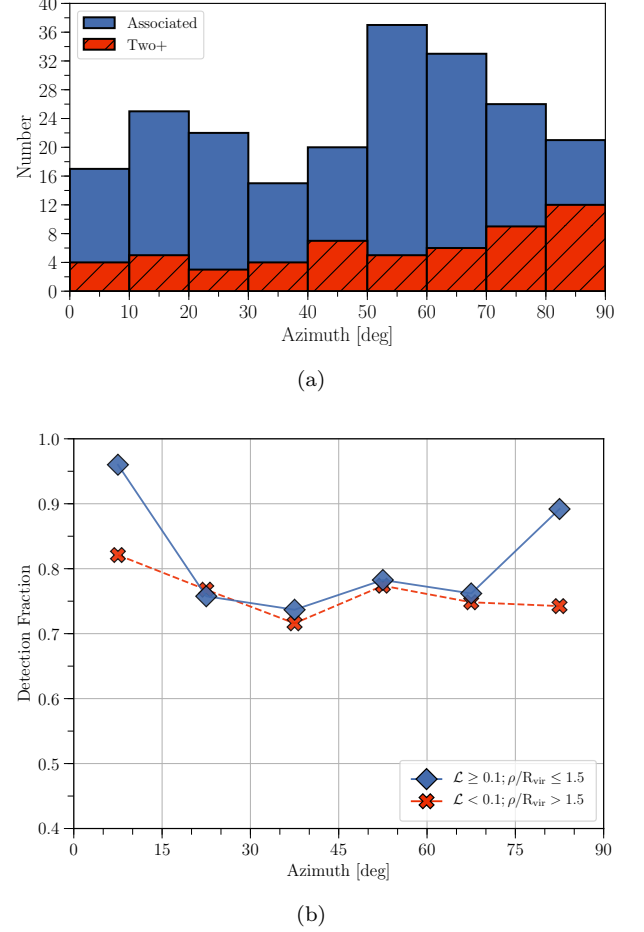 40
36
32
28
24
20
16
12
8
4
0
Number
Associated
Two+
0 10 20 30 40 50 60 70 80 90
Azimuth [deg]
(a)
1.0
0.9
0.8
0.7
0.6
0.5
0.4
Detection Fraction
ℒ ≥ 0.1; ρ/R_vir ≤ 1.5
ℒ < 0.1; ρ/R_vir > 1.5
0 15 30 45 60 75 90
Azimuth [deg]
(b)